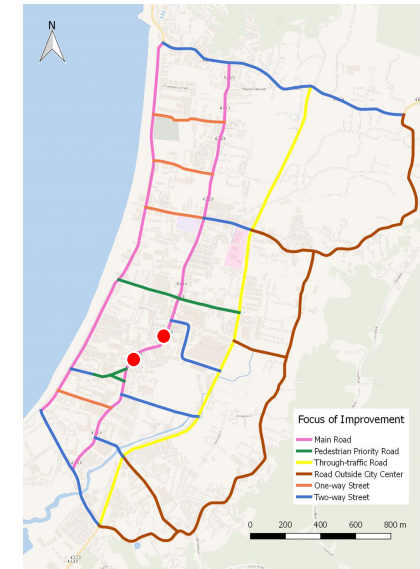 N
Focus of Improvement
Main Road
Pedestrian Priority Road
Through-traffic Road
Road Outside City Center
One-way Street
Two-way Street
0 200 400 600 800 m